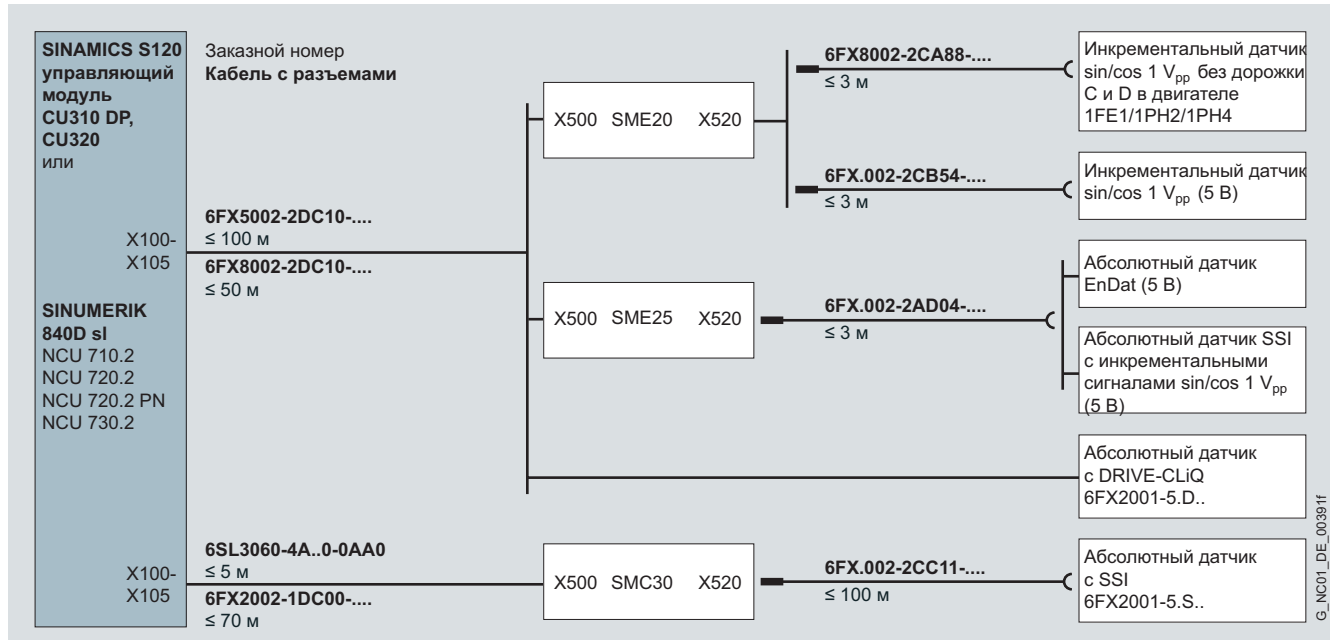 SINAMICS S120
управляющий
модуль
CU310 DP,
CU320
или
X100-
X105
SINUMERIK
840D sl
NCU 710.2
NCU 720.2
NCU 720.2 PN
NCU 730.2
X100-
X105
Заказной номер
Кабель с разъемами
6FX5002-2DC10-....
≤ 100 м
6FX8002-2DC10-....
≤ 50 м
X500 SME20 X520
6FX8002-2CA88-....
≤ 3 м
Инкрементальный датчик
sin/cos 1 Vpp без дорожки
C и D в двигателе
1FE1/1PH2/1PH4
6FX.002-2CB54-....
≤ 3 м
Инкрементальный датчик
sin/cos 1 Vpp (5 В)
X500 SME25 X520
6FX.002-2AD04-....
≤ 3 м
Абсолютный датчик
EnDat (5 В)
Абсолютный датчик SSI
с инкрементальными
сигналами sin/cos 1 Vpp
(5 В)
Абсолютный датчик
с DRIVE-CLiQ
6FX2001-5.D..
6SL3060-4A..0-0AA0
≤ 5 м
6FX2002-1DC00-....
≤ 70 м
X500 SMC30 X520
6FX.002-2CC11-....
≤ 100 м
Абсолютный датчик
с SSI
6FX2001-5.S..
G_NC01_DE_00391f